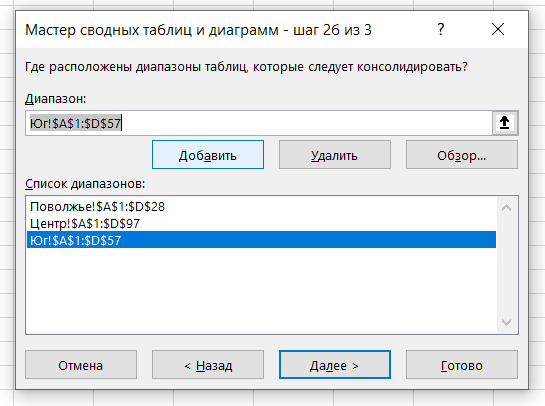 Мастер сводных таблиц и диаграмм - шаг 2б из 3 ?
Где расположены диапазоны таблиц, которые следует консолидировать?
Диапазон:
Юг!$A$1:$D$57
Добавить Удалить Обзор...
Список диапазонов:
Поволжье!$A$1:$D$28
Центр!$A$1:$D$97
Юг!$A$1:$D$57
Отмена < Назад Далее > Готово